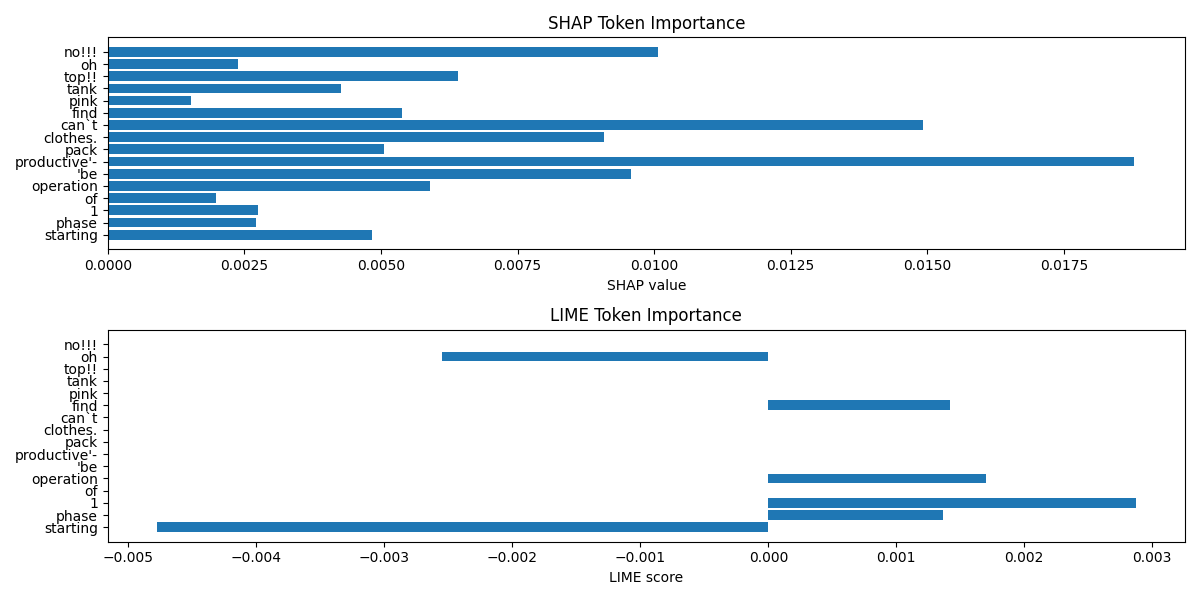 SHAP Token Importance
no!!!
oh
top!!
tank
pink
find
can`t
clothes.
pack
productive'-
'be
operation
of
1
phase
starting
0.0000 0.0025 0.0050 0.0075 0.0100 0.0125 0.0150 0.0175
SHAP value
LIME Token Importance
no!!!
oh
top!!
tank
pink
find
can`t
clothes.
pack
productive'-
'be
operation
of
1
phase
starting
−0.005 −0.004 −0.003 −0.002 −0.001 0.000 0.001 0.002 0.003
LIME score